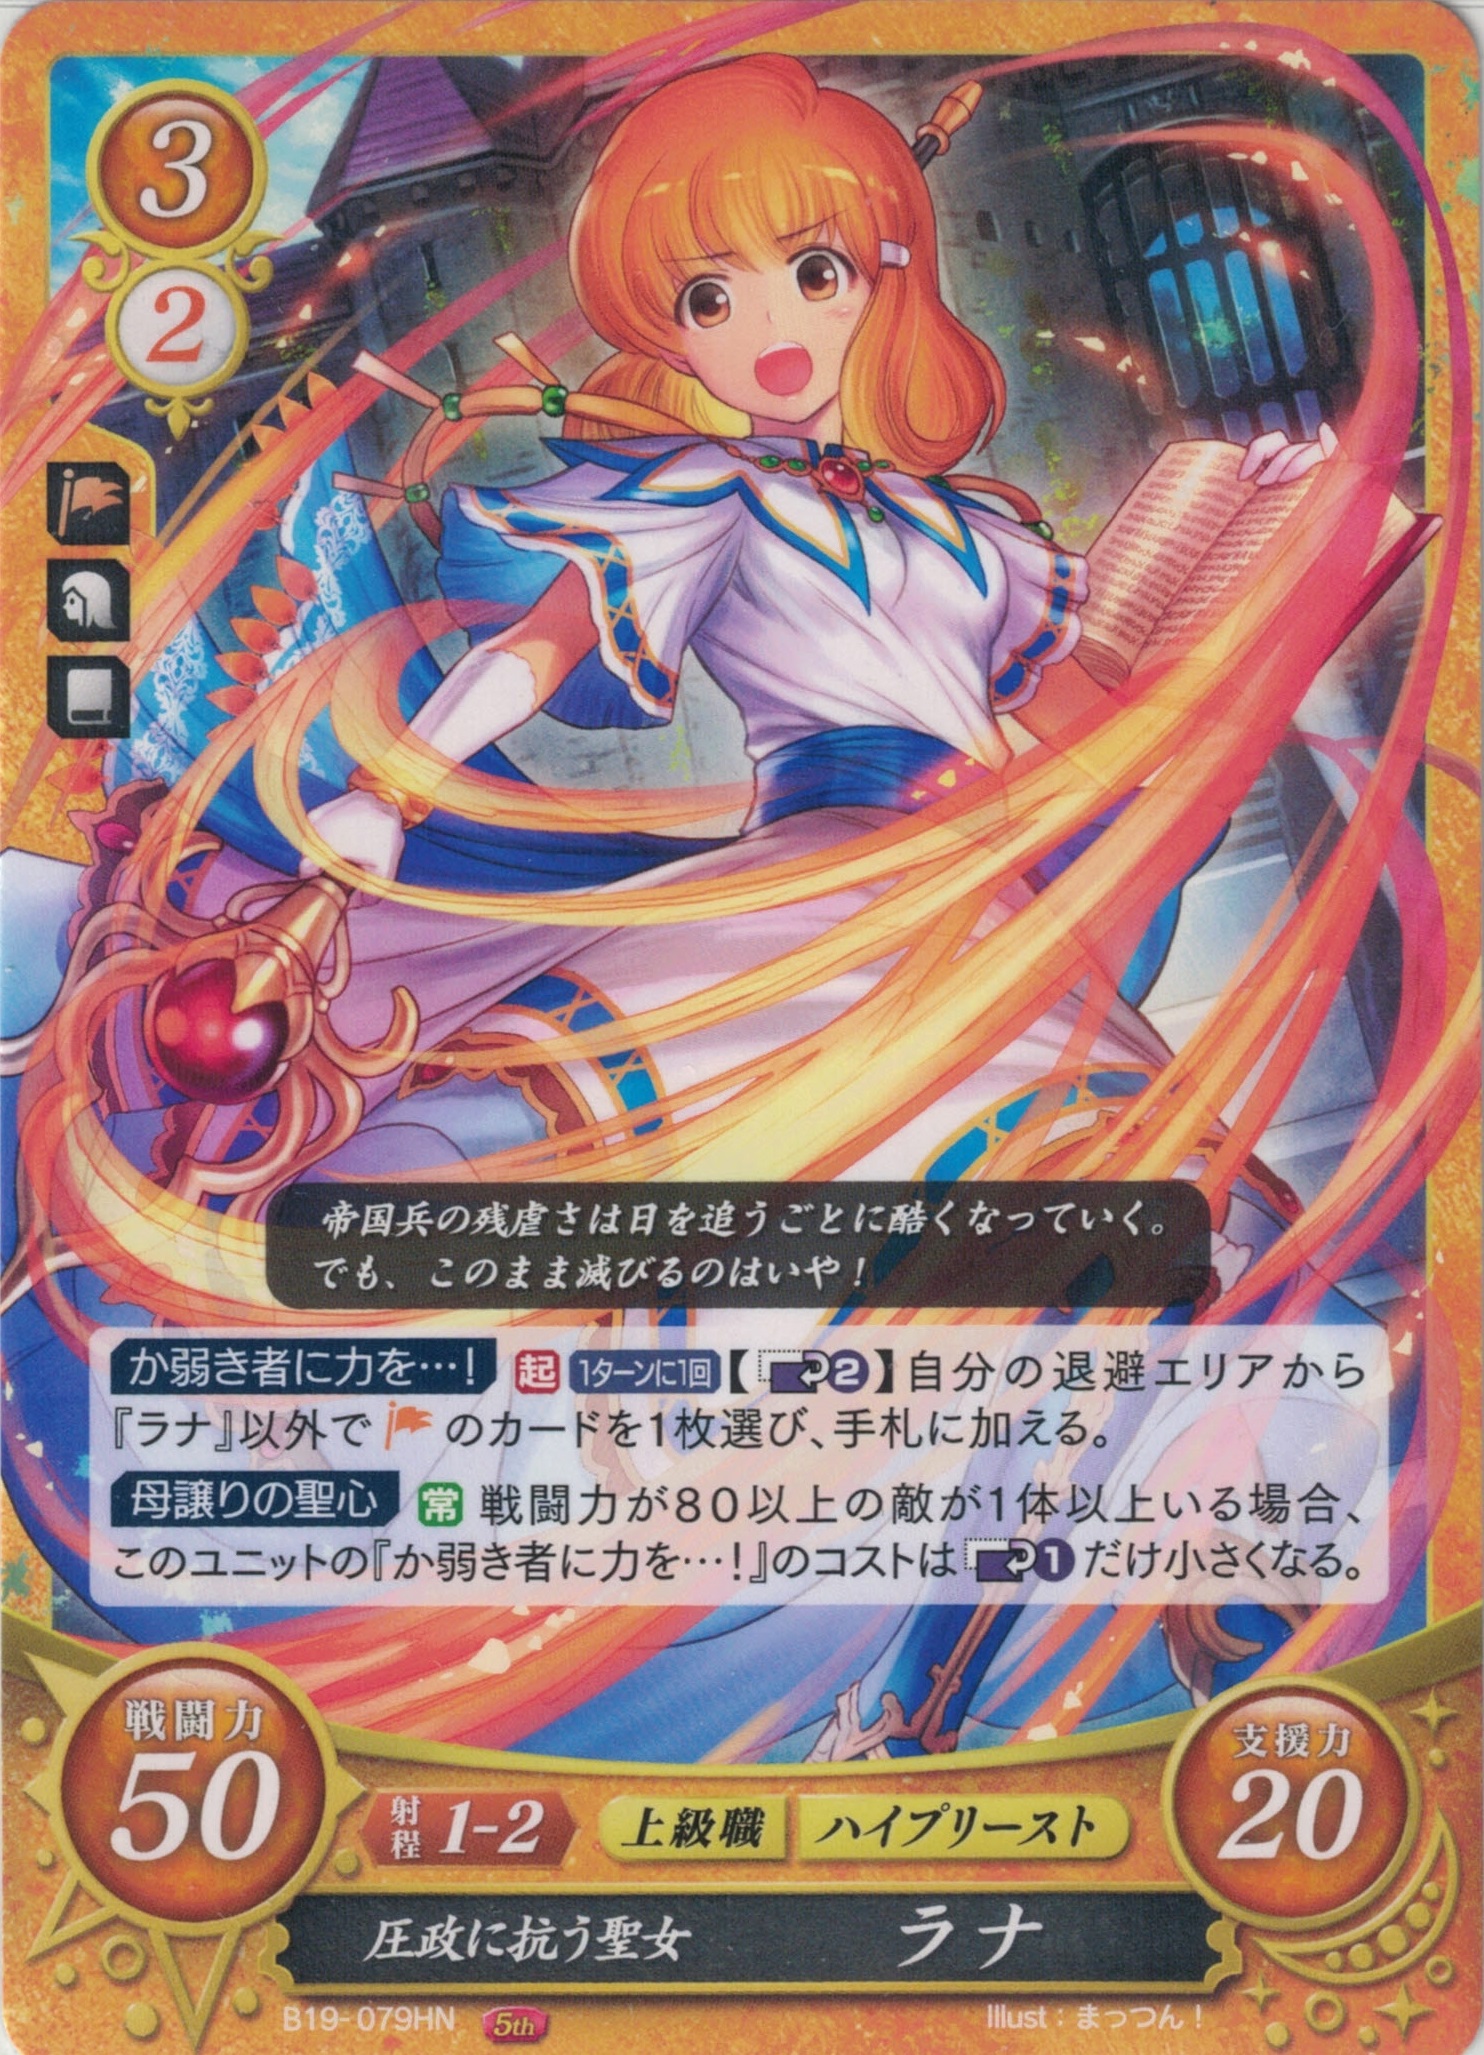 3
2
帝国兵の残虐さは日を追うごとに酷くなっていく。
でも、このまま滅びるのはいや！
か弱き者に力を…！ 起 1ターンに1回【2】自分の退避エリアから
『ラナ』以外で のカードを1枚選び、手札に加える。
母譲りの聖心 常 戦闘力が80以上の敵が1体以上いる場合、
このユニットの『か弱き者に力を…！』のコストは 1 だけ小さくなる。
戦闘力
50
射程 1-2 上級職 ハイプリースト
支援力
20
圧政に抗う聖女 ラナ
B19-079HN 5th Illust：まっつん！